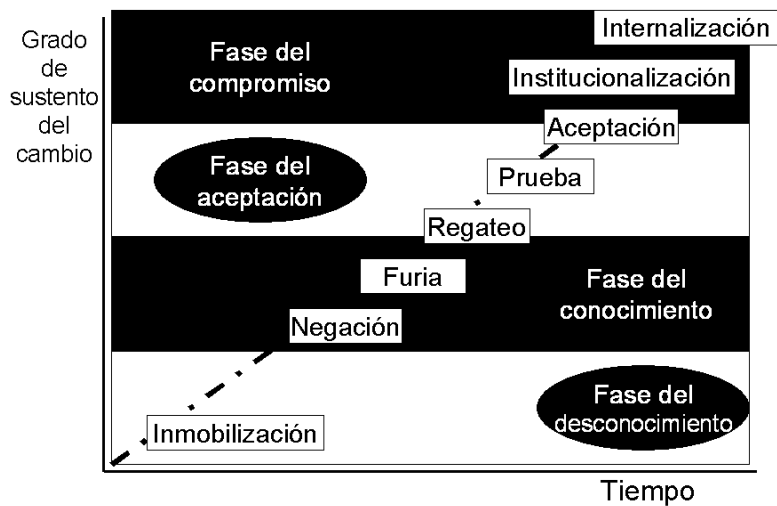 Grado
de
sustento
del
cambio
Internalización
Fase del
compromiso
Institucionalización
Aceptación
Fase del
aceptación
Prueba
Regateo
Furia
Fase del
conocimiento
Negación
Fase del
desconocimiento
Inmobilización
Tiempo